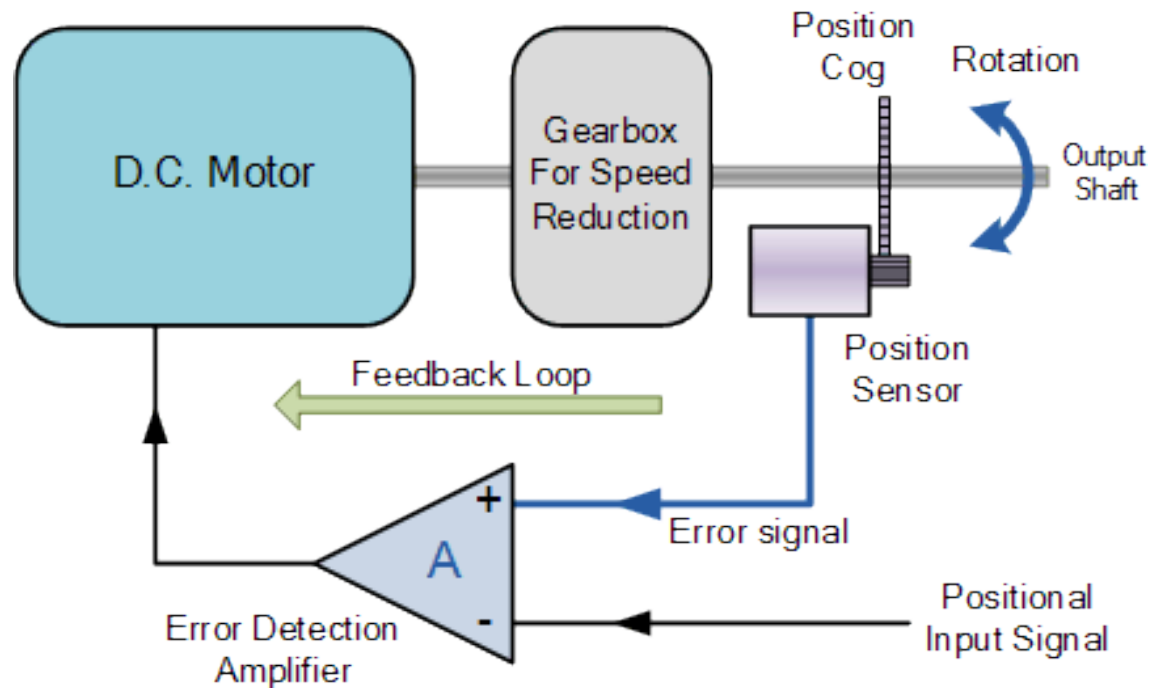 D.C. Motor
Gearbox
For Speed
Reduction
Position
Cog
Rotation
Output
Shaft
Position
Sensor
Feedback Loop
+
A
-
Error signal
Error Detection
Amplifier
Positional
Input Signal